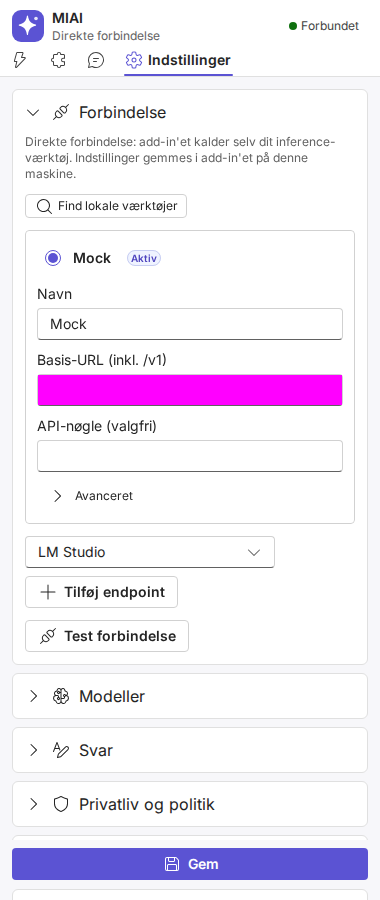 MIAI
Direkte forbindelse
Forbundet
Indstillinger
Forbindelse
Direkte forbindelse: add-in'et kalder selv dit inference-
værktøj. Indstillinger gemmes i add-in'et på denne
maskine.
Find lokale værktøjer
Mock Aktiv
Navn
Mock
Basis-URL (inkl. /v1)
API-nøgle (valgfri)
Avanceret
LM Studio
Tilføj endpoint
Test forbindelse
Modeller
Svar
Privatliv og politik
Gem